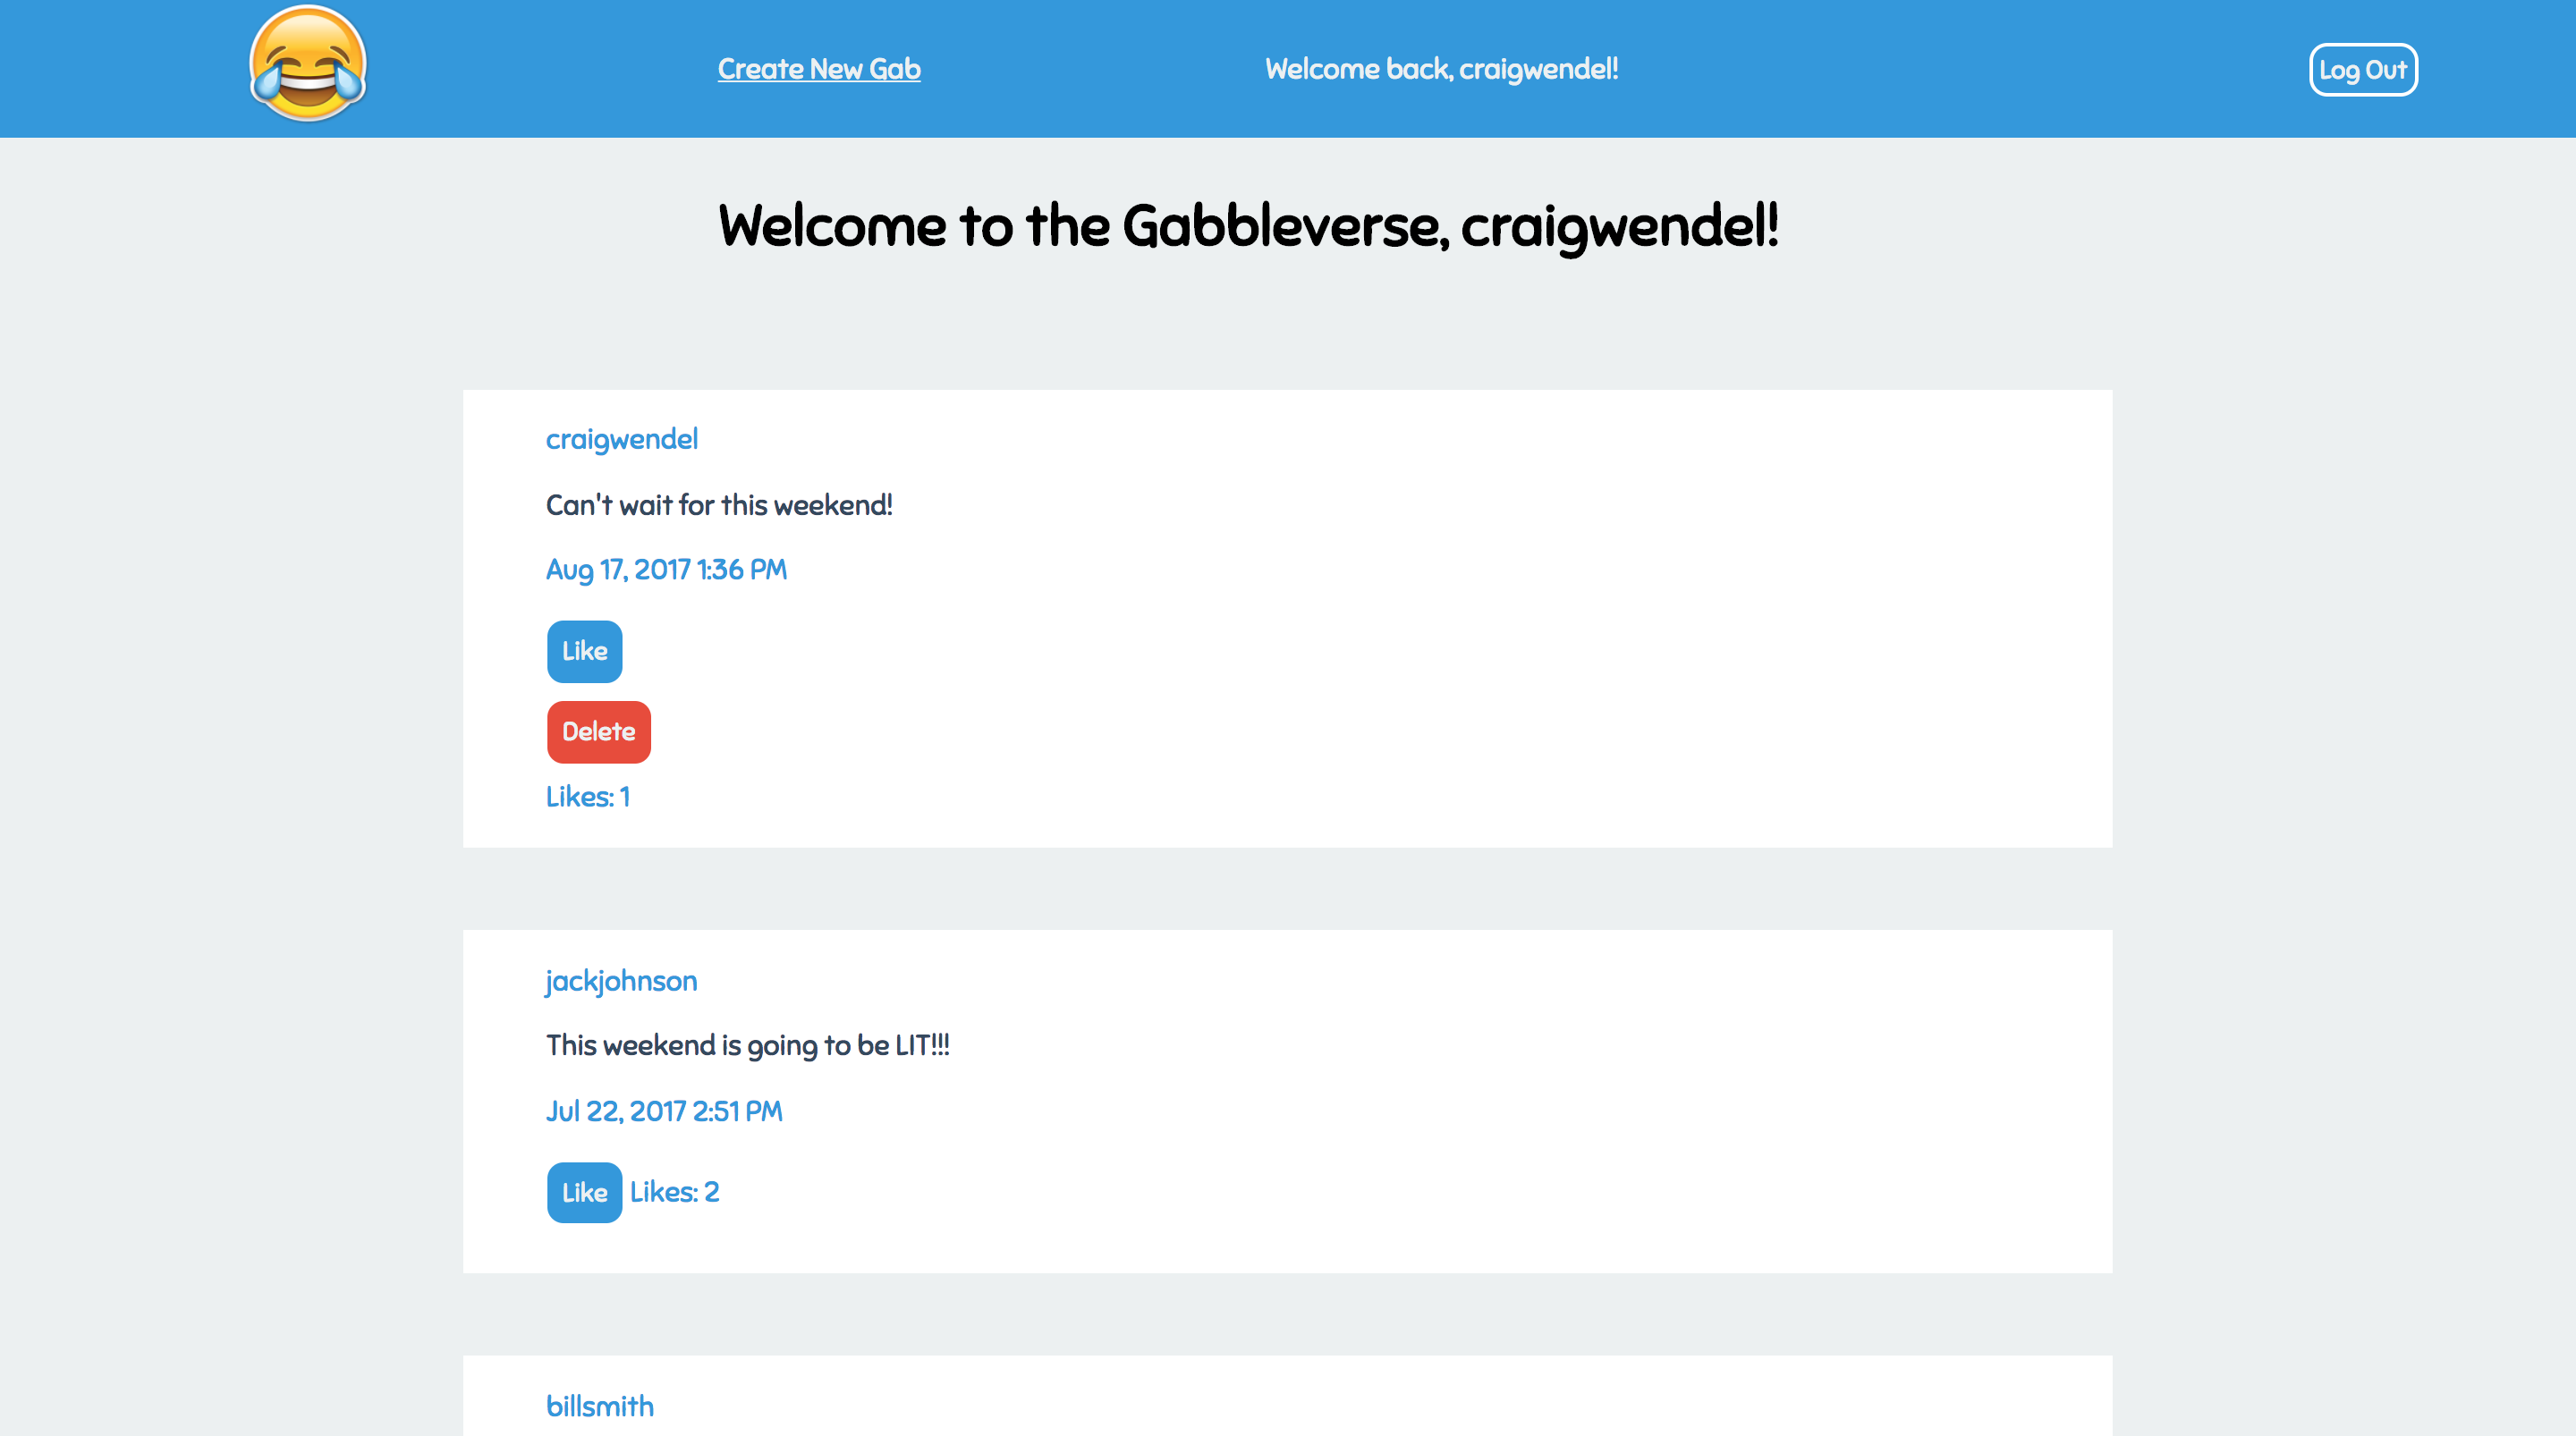 Create New Gab
Welcome back, craigwendel!
Log Out
Welcome to the Gabbleverse, craigwendel!
craigwendel
Can't wait for this weekend!
Aug 17, 2017 1:36 PM
Like
Delete
Likes: 1
jackjohnson
This weekend is going to be LIT!!!
Jul 22, 2017 2:51 PM
Like Likes: 2
billsmith